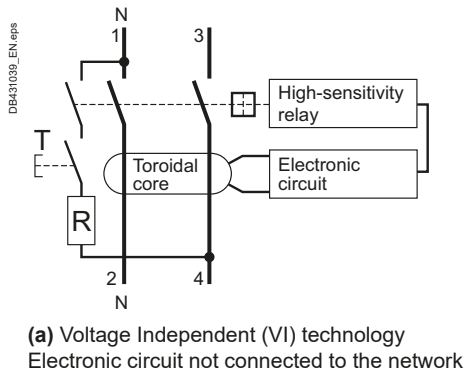 DB431039_EN.eps
N
1
3
High-sensitivity
relay
T
Toroidal
core
Electronic
circuit
R
2
4
N
(a) Voltage Independent (VI) technology
Electronic circuit not connected to the network